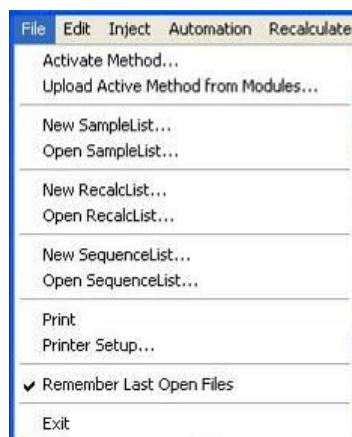 File Edit Inject Automation Recalculate
Activate Method...
Upload Active Method from Modules...
New SampleList...
Open SampleList...
New RecalcList...
Open RecalcList...
New SequenceList...
Open SequenceList...
Print
Printer Setup...
✔ Remember Last Open Files
Exit